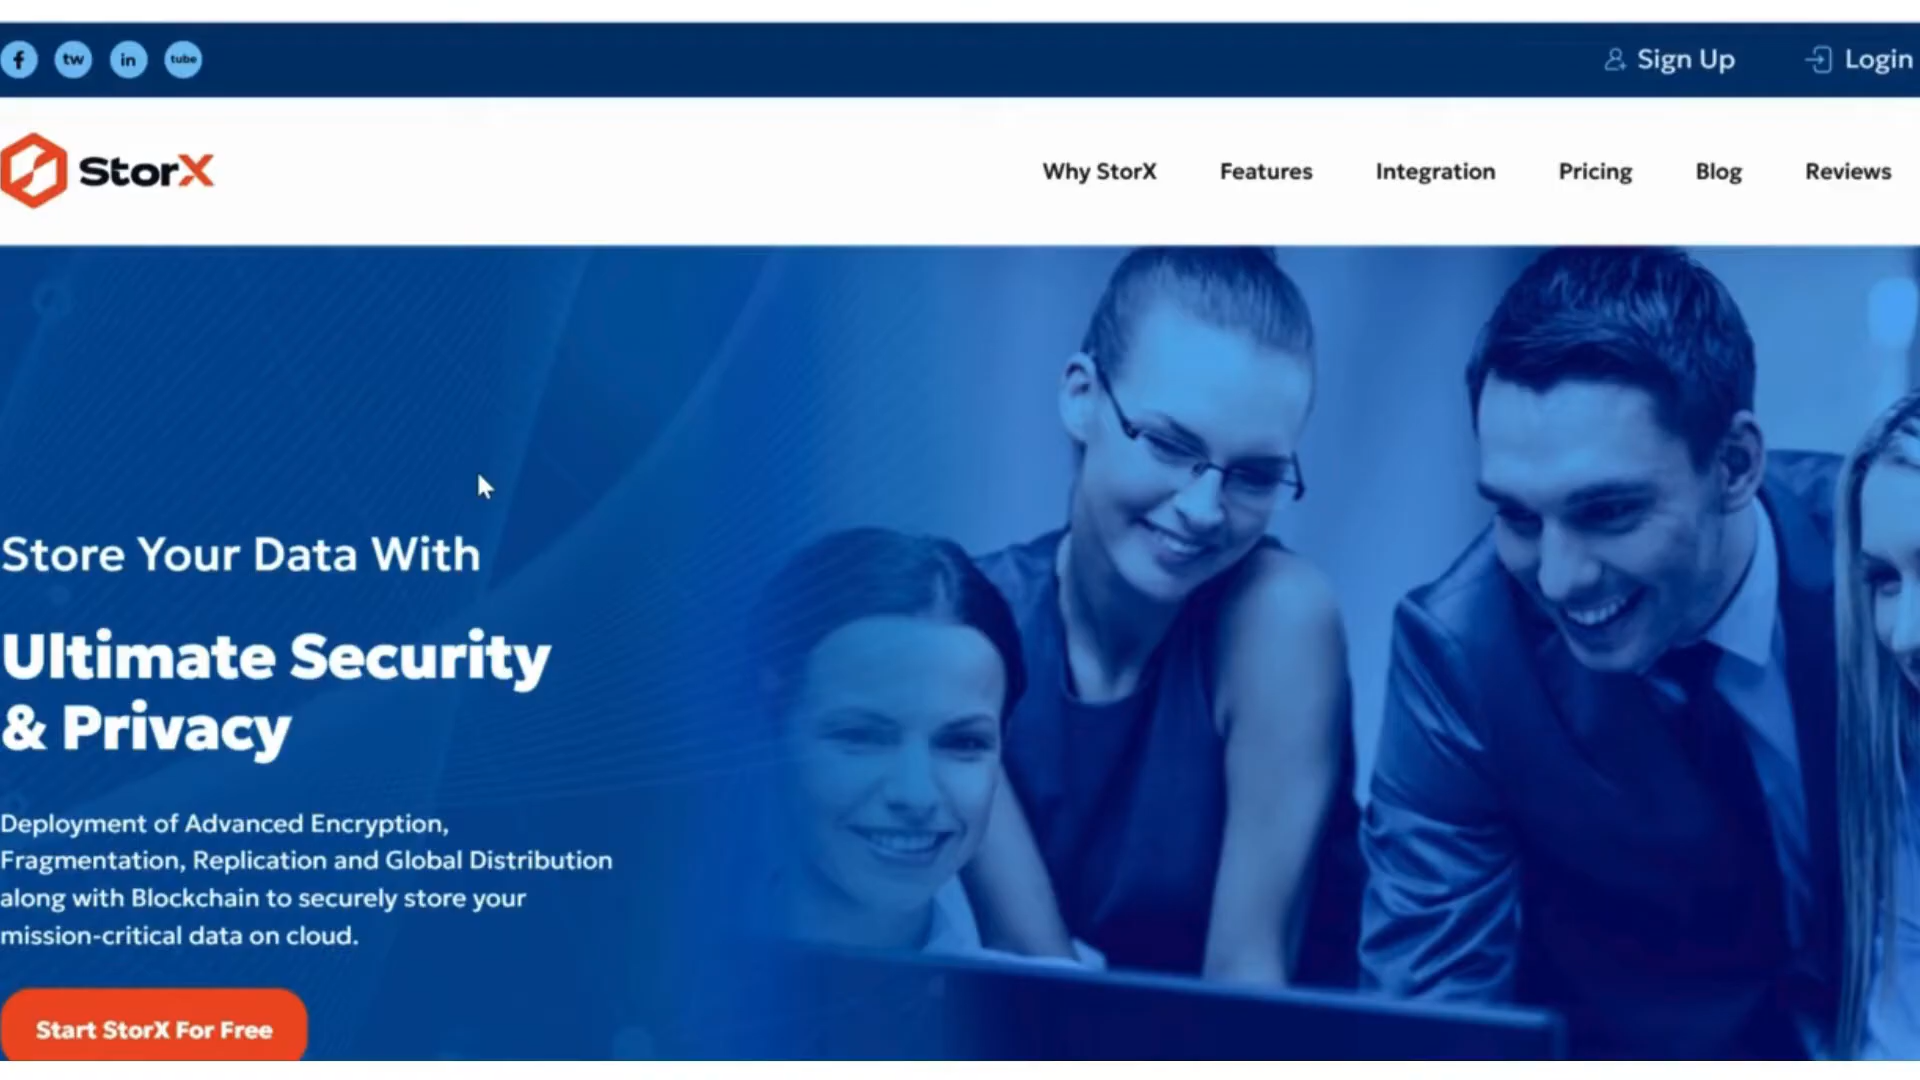 f
tw
in
tube
Sign Up
Login
StorX
Why StorX
Features
Integration
Pricing
Blog
Reviews
Store Your Data With
Ultimate Security
& Privacy
Deployment of Advanced Encryption,
Fragmentation, Replication and Global Distribution
along with Blockchain to securely store your
mission-critical data on cloud.
Start StorX For Free